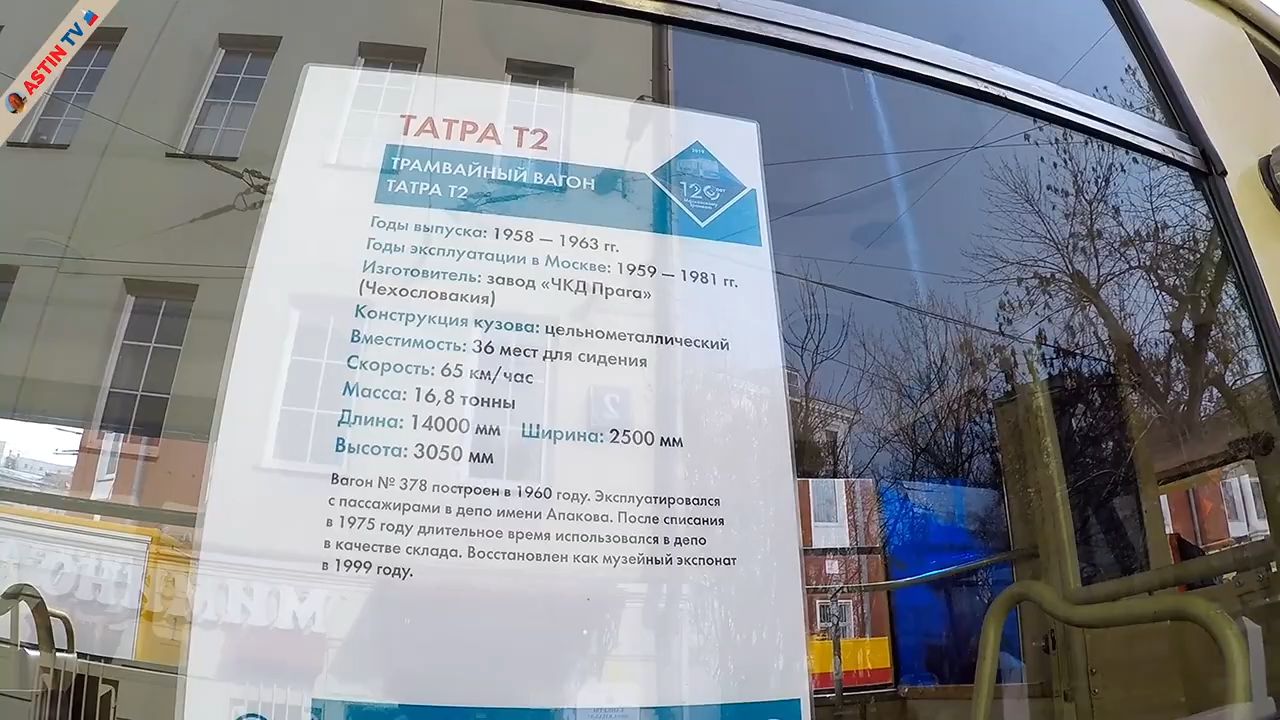 ASTIN TV
ТАТРА Т2
ТРАМВАЙНЫЙ ВАГОН
ТАТРА Т2
2019
120 лет
Московскому
Трамваю
Годы выпуска: 1958 — 1963 гг.
Годы эксплуатации в Москве: 1959 — 1981 гг.
Изготовитель: завод «ЧКД Прага»
(Чехословакия)
Конструкция кузова: цельнометаллический
Вместимость: 36 мест для сидения
Скорость: 65 км/час
Масса: 16,8 тонны
Длина: 14000 мм Ширина: 2500 мм
Высота: 3050 мм
Вагон № 378 построен в 1960 году. Эксплуатировался
с пассажирами в депо имени Апакова. После списания
в 1975 году длительное время использовался в депо
в качестве склада. Восстановлен как музейный экспонат
в 1999 году.
2